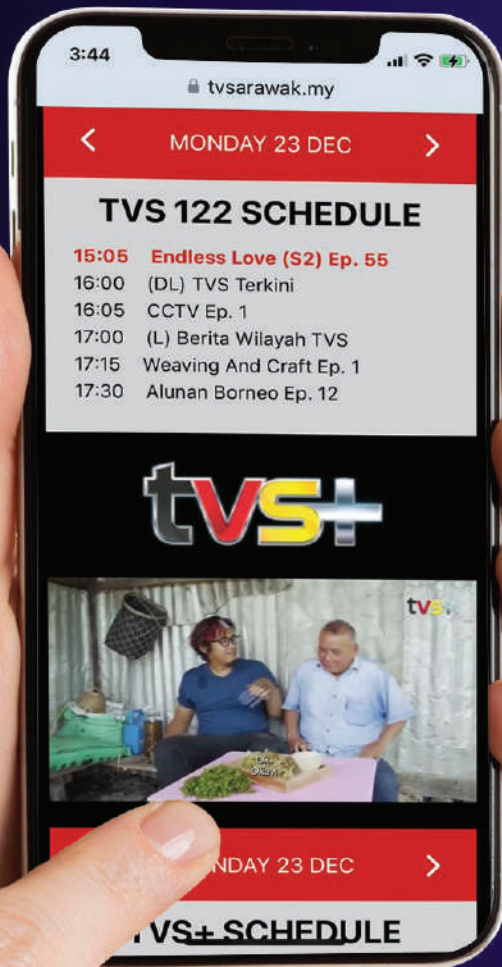 3:44
tvsarawak.my
MONDAY 23 DEC
TVS 122 SCHEDULE
15:05 Endless Love (S2) Ep. 55
16:00 (DL) TVS Terkini
16:05 CCTV Ep. 1
17:00 (L) Berita Wilayah TVS
17:15 Weaving And Craft Ep. 1
17:30 Alunan Borneo Ep. 12
tvs+
tvs+
Okay.
NDAY 23 DEC
TVS+ SCHEDULE